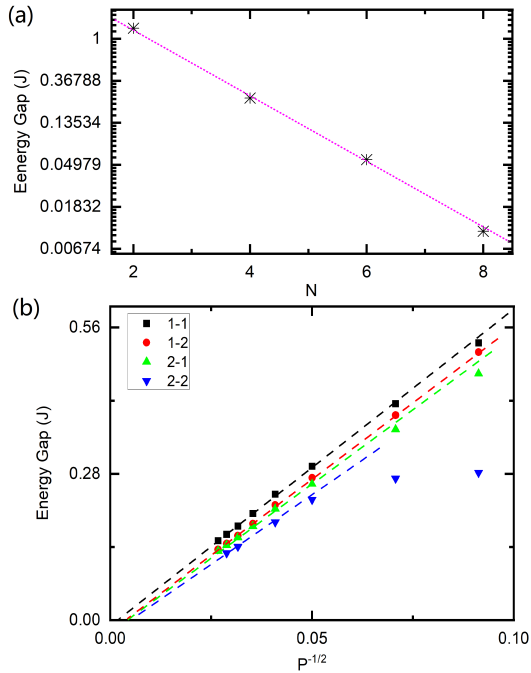 (a)
1
0.36788
0.13534
0.04979
0.01832
0.00674
Eenergy Gap (J)
2 4 6 8
N
(b)
1-1
1-2
2-1
2-2
0.56
0.28
0.00
Energy Gap (J)
0.00 0.05 0.10
P-1/2